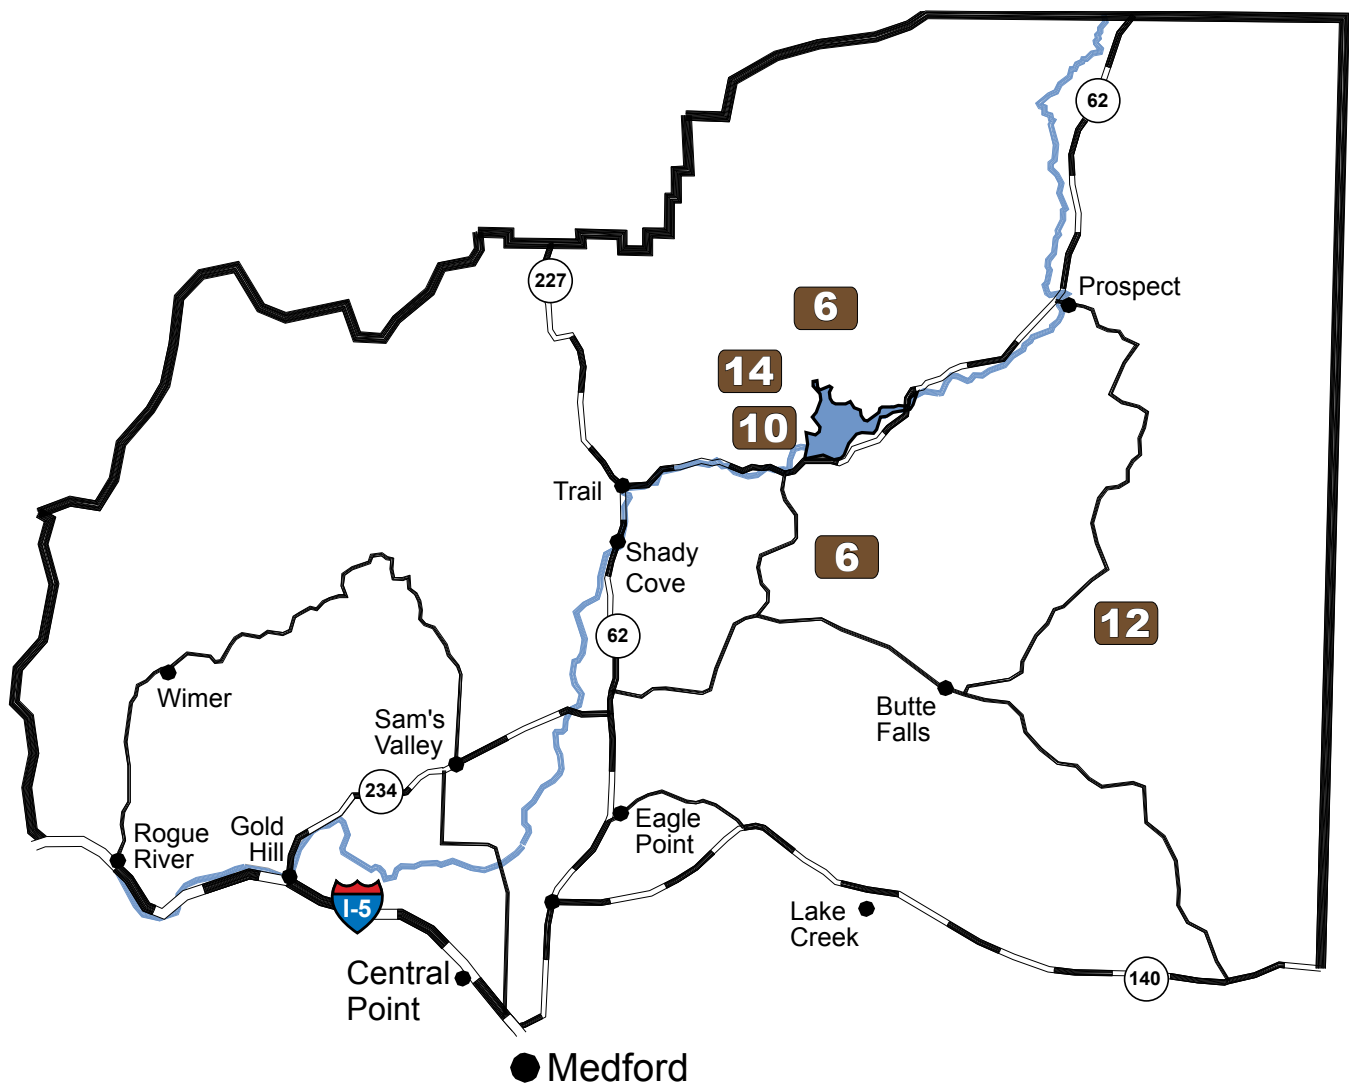 62
227
Prospect
6
14
10
Trail
Shady
Cove
6
12
62
Wimer
Sam's
Valley
Butte
Falls
234
Gold
Hill
Rogue
River
Eagle
Point
I-5
Lake
Creek
Central
Point
140
Medford